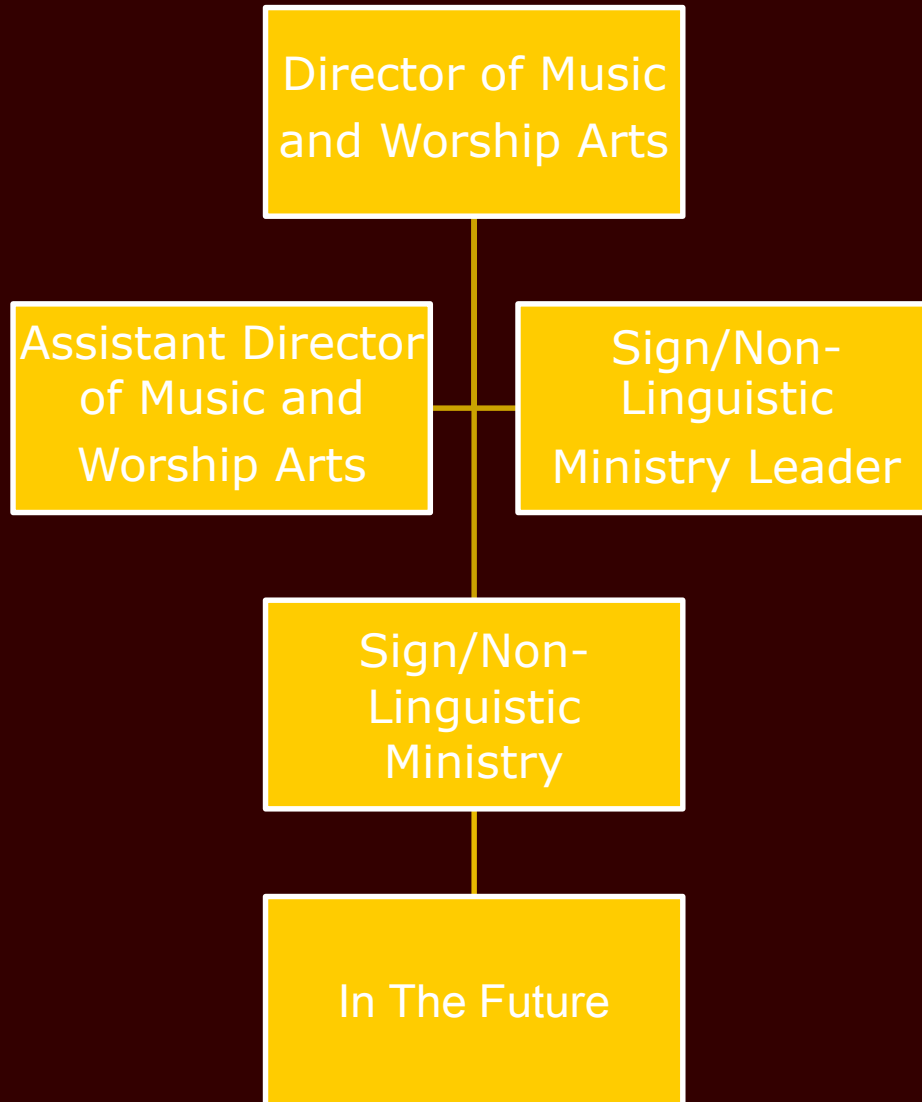 Director of Music
and Worship Arts
Assistant Director
of Music and
Worship Arts
Sign/Non-
Linguistic
Ministry Leader
Sign/Non-
Linguistic
Ministry
In The Future